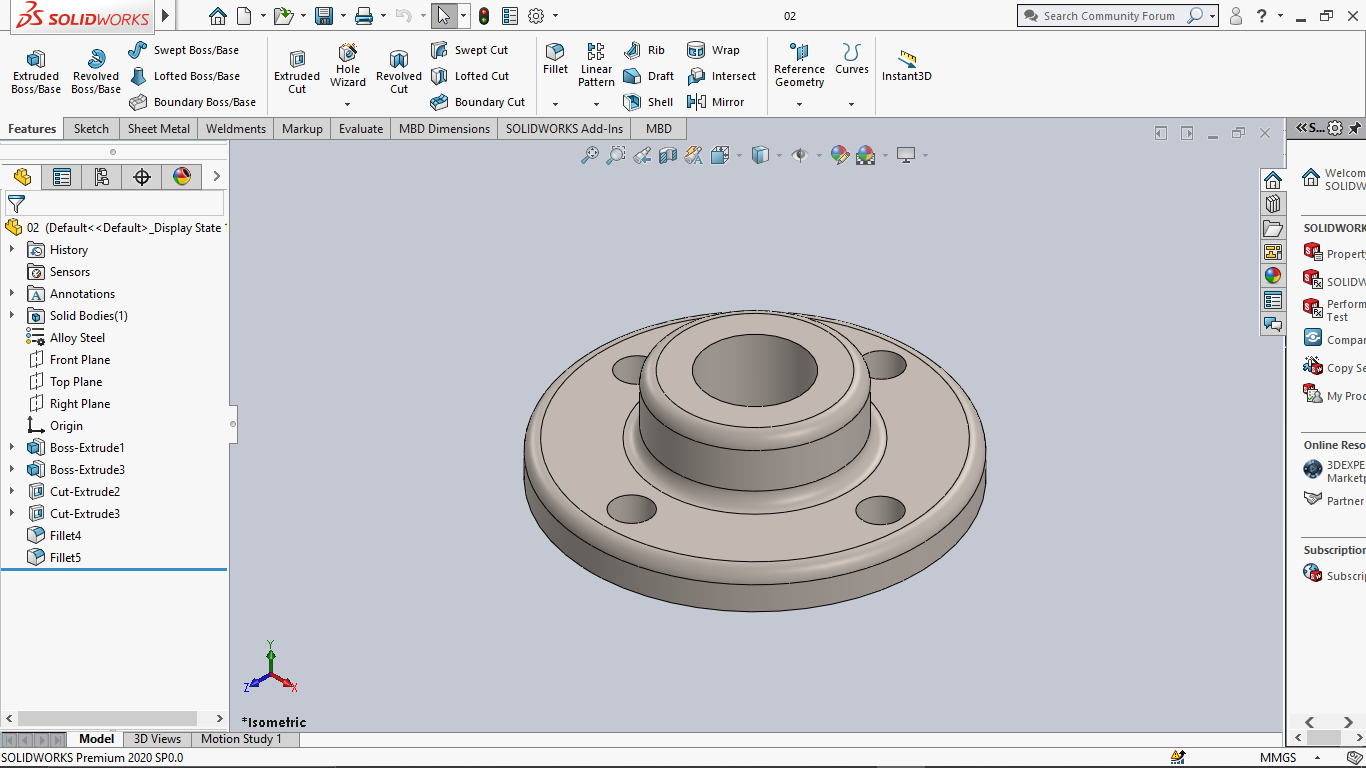 SOLIDWORKS
02
Search Community Forum
?
Extruded Boss/Base
Revolved Boss/Base
Swept Boss/Base
Lofted Boss/Base
Boundary Boss/Base
Extruded Cut
Hole Wizard
Revolved Cut
Swept Cut
Lofted Cut
Boundary Cut
Fillet
Linear Pattern
Rib
Draft
Shell
Wrap
Intersect
Mirror
Reference Geometry
Curves
Instant3D
Features
Sketch
Sheet Metal
Weldments
Markup
Evaluate
MBD Dimensions
SOLIDWORKS Add-Ins
MBD
S...
02 (Default<<Default>_Display State
History
Sensors
Annotations
Solid Bodies(1)
Alloy Steel
Front Plane
Top Plane
Right Plane
Origin
Boss-Extrude1
Boss-Extrude3
Cut-Extrude2
Cut-Extrude3
Fillet4
Fillet5
Y
Z
X
*Isometric
Welcom
SOLIDW
SOLIDWORK
Property
SOLIDW
Perform
Test
Compar
Copy Se
My Proc
Online Reso
3DEXPE
Marketp
Partner
Subscription
Subscrip
Model
3D Views
Motion Study 1
SOLIDWORKS Premium 2020 SP0.0
MMGS